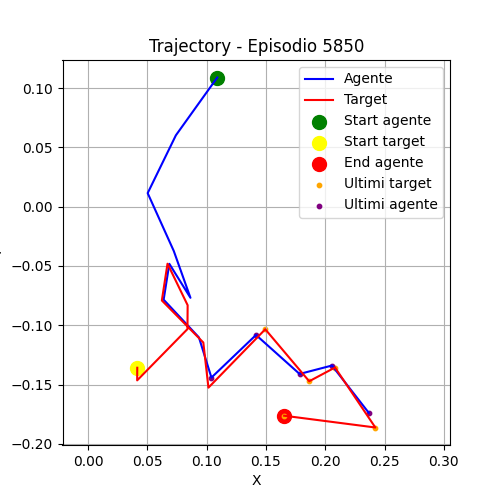 Trajectory - Episodio 5850
Agente
Target
Start agente
Start target
End agente
Ultimi target
Ultimi agente
0.10
0.05
0.00
−0.05
−0.10
−0.15
−0.20
0.00 0.05 0.10 0.15 0.20 0.25 0.30
X